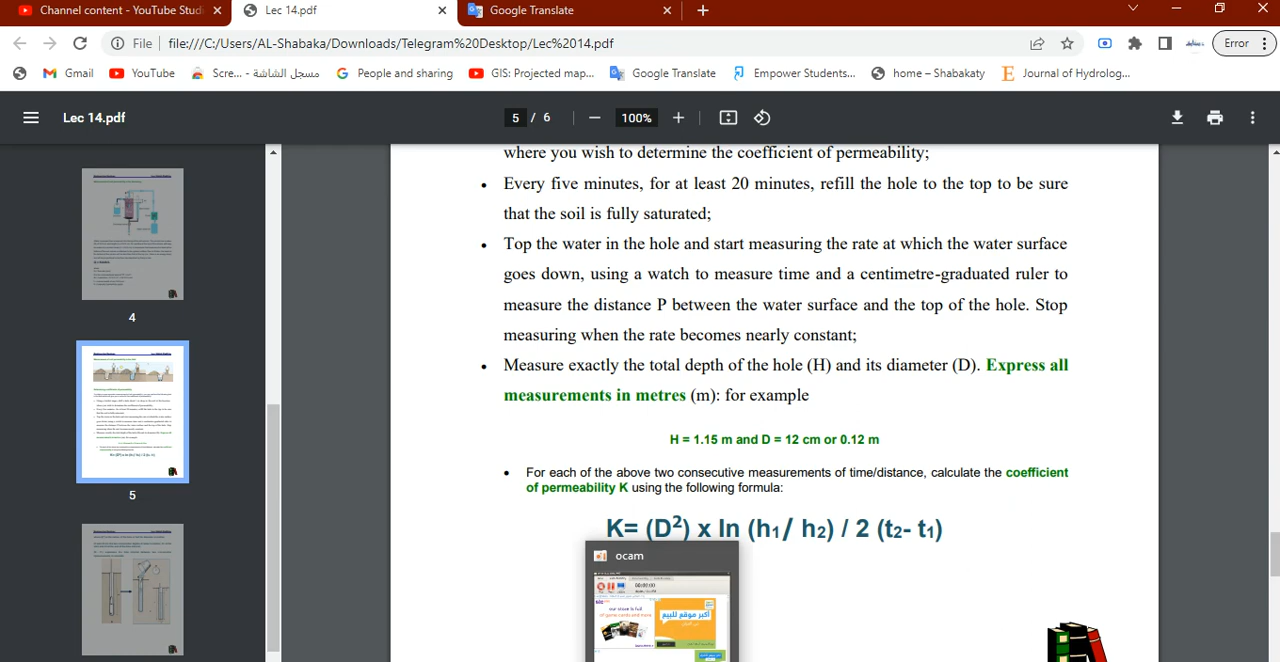 Channel content - YouTube Studi
Lec 14.pdf
Google Translate
File
file:///C:/Users/AL-Shabaka/Downloads/Telegram%20Desktop/Lec%2014.pdf
Error
Gmail
YouTube
Scre... - مسجل الشاشة
People and sharing
GIS: Projected map...
Google Translate
Empower Students...
home – Shabakaty
Journal of Hydrolog...
Lec 14.pdf
5 / 6
100%
4
5
where you wish to determine the coefficient of permeability;
• Every five minutes, for at least 20 minutes, refill the hole to the top to be sure
that the soil is fully saturated;
• Top the water in the hole and start measuring the rate at which the water surface
goes down, using a watch to measure time and a centimetre-graduated ruler to
measure the distance P between the water surface and the top of the hole. Stop
measuring when the rate becomes nearly constant;
• Measure exactly the total depth of the hole (H) and its diameter (D). Express all
measurements in metres (m): for example
H = 1.15 m and D = 12 cm or 0.12 m
• For each of the above two consecutive measurements of time/distance, calculate the coefficient
of permeability K using the following formula:
K= (D²) x ln (h₁/ h₂) / 2 (t₂- t₁)
ocam
00:00:00
أكبر موقع للبيع